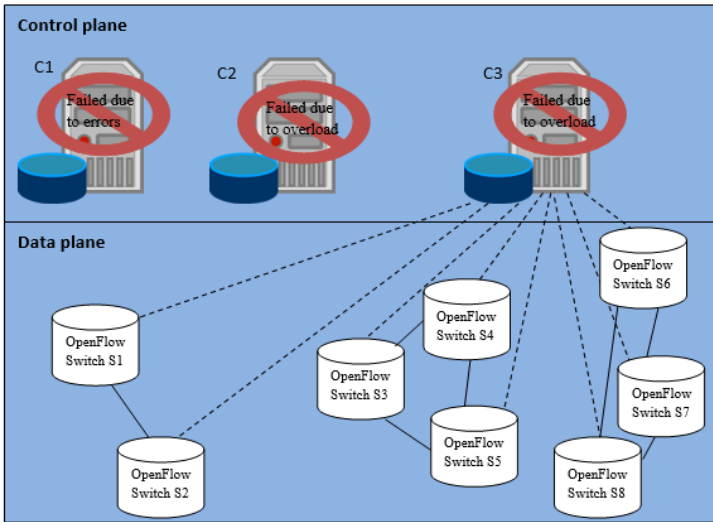 Control plane
C1
C2
C3
Failed due
to errors
Failed due
to overload
Failed due
to overload
Data plane
OpenFlow
Switch S1
OpenFlow
Switch S2
OpenFlow
Switch S3
OpenFlow
Switch S4
OpenFlow
Switch S5
OpenFlow
Switch S6
OpenFlow
Switch S7
OpenFlow
Switch S8